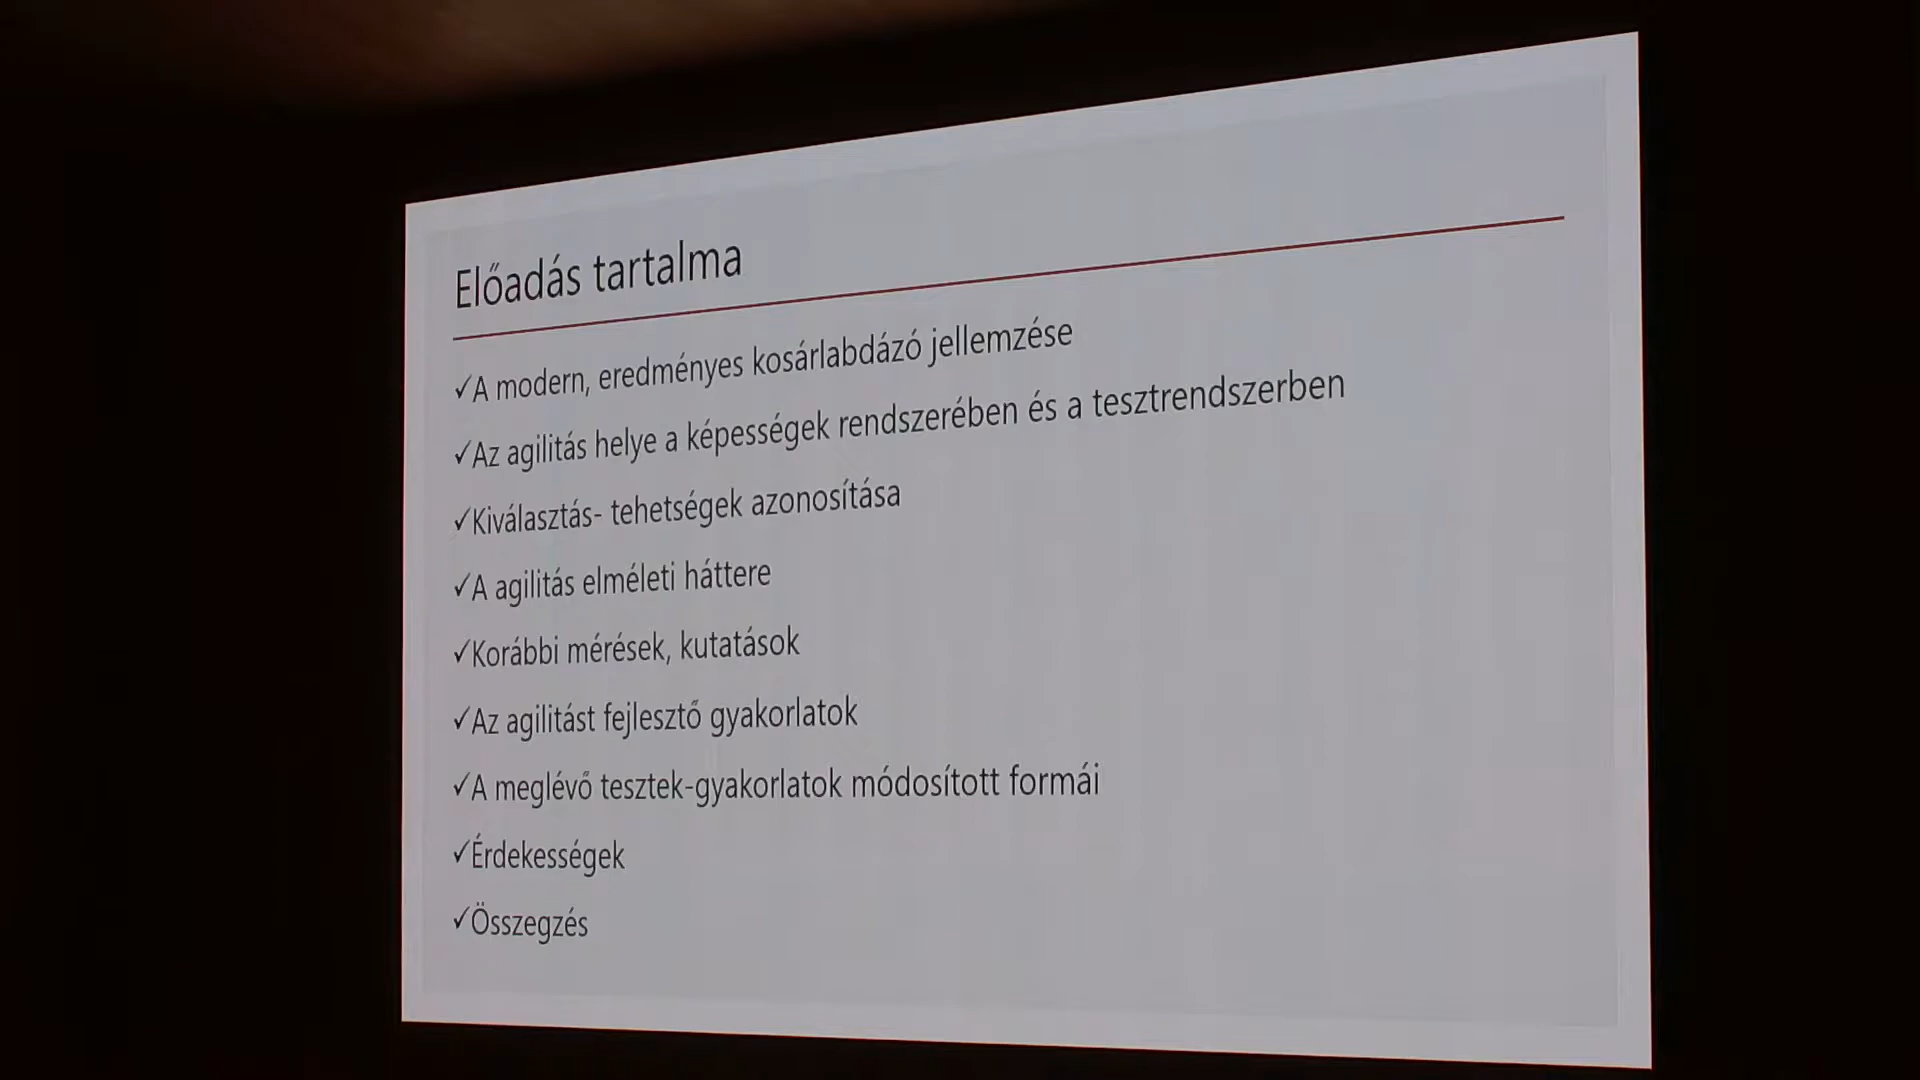 Előadás tartalma
✓A modern, eredményes kosárlabdázó jellemzése
✓Az agilitás helye a képességek rendszerében és a tesztrendszerben
✓Kiválasztás- tehetségek azonosítása
✓A agilitás elméleti háttere
✓Korábbi mérések, kutatások
✓Az agilitást fejlesztő gyakorlatok
✓A meglévő tesztek-gyakorlatok módosított formái
✓Érdekességek
✓Összegzés